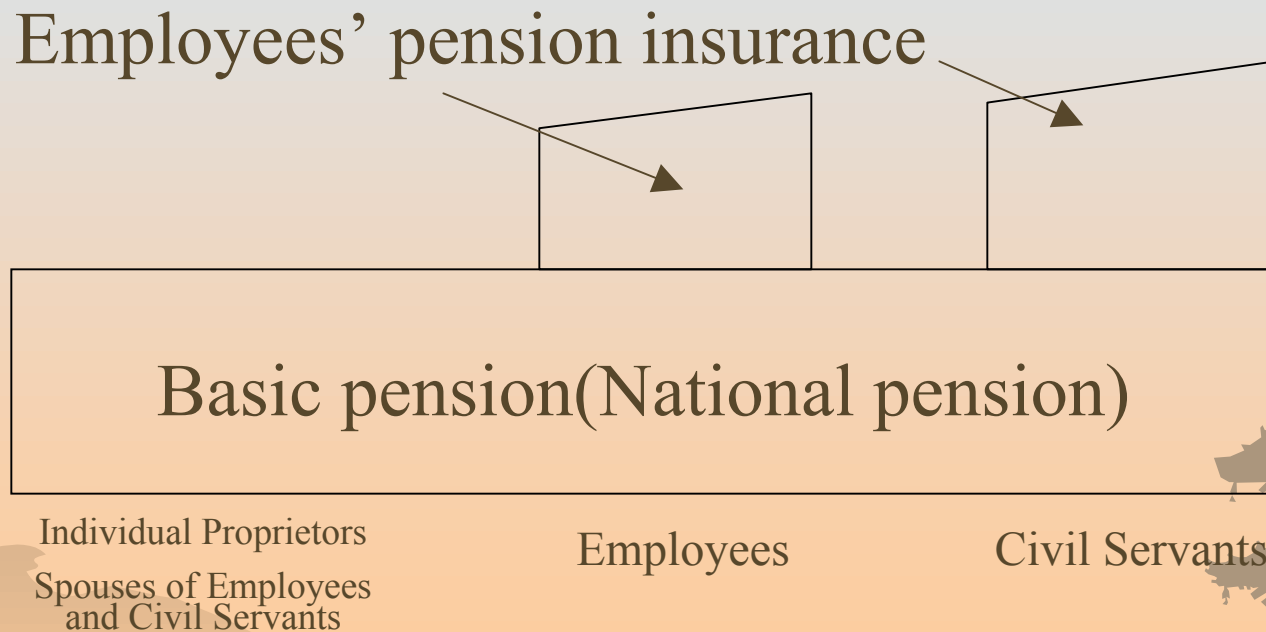 Employees’ pension insurance
Basic pension(National pension)
Individual Proprietors
Spouses of Employees
and Civil Servants
Employees
Civil Servants